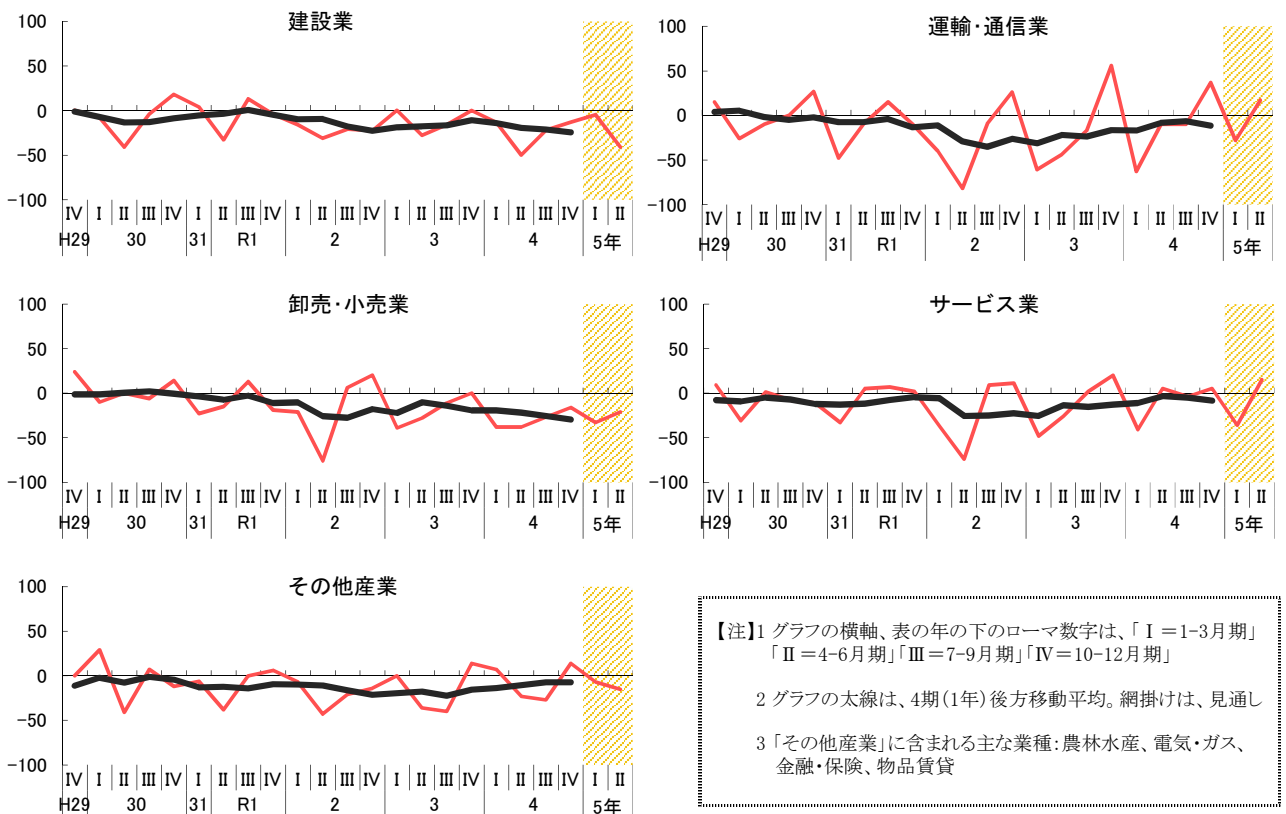 建設業
100
50
0
-50
-100
Ⅳ Ⅰ Ⅱ Ⅲ Ⅳ Ⅰ Ⅱ Ⅲ Ⅳ Ⅰ Ⅱ Ⅲ Ⅳ Ⅰ Ⅱ Ⅲ Ⅳ Ⅰ Ⅱ Ⅲ Ⅳ Ⅰ Ⅱ
H29 30 31 R1 2 3 4 5年
運輸・通信業
100
50
0
-50
-100
Ⅳ Ⅰ Ⅱ Ⅲ Ⅳ Ⅰ Ⅱ Ⅲ Ⅳ Ⅰ Ⅱ Ⅲ Ⅳ Ⅰ Ⅱ Ⅲ Ⅳ Ⅰ Ⅱ Ⅲ Ⅳ Ⅰ Ⅱ
H29 30 31 R1 2 3 4 5年
卸売・小売業
100
50
0
-50
-100
Ⅳ Ⅰ Ⅱ Ⅲ Ⅳ Ⅰ Ⅱ Ⅲ Ⅳ Ⅰ Ⅱ Ⅲ Ⅳ Ⅰ Ⅱ Ⅲ Ⅳ Ⅰ Ⅱ Ⅲ Ⅳ Ⅰ Ⅱ
H29 30 31 R1 2 3 4 5年
サービス業
100
50
0
-50
-100
Ⅳ Ⅰ Ⅱ Ⅲ Ⅳ Ⅰ Ⅱ Ⅲ Ⅳ Ⅰ Ⅱ Ⅲ Ⅳ Ⅰ Ⅱ Ⅲ Ⅳ Ⅰ Ⅱ Ⅲ Ⅳ Ⅰ Ⅱ
H29 30 31 R1 2 3 4 5年
その他産業
100
50
0
-50
-100
Ⅳ Ⅰ Ⅱ Ⅲ Ⅳ Ⅰ Ⅱ Ⅲ Ⅳ Ⅰ Ⅱ Ⅲ Ⅳ Ⅰ Ⅱ Ⅲ Ⅳ Ⅰ Ⅱ Ⅲ Ⅳ Ⅰ Ⅱ
H29 30 31 R1 2 3 4 5年
【注】1 グラフの横軸、表の年の下のローマ数字は、「Ⅰ=1-3月期」
「Ⅱ=4-6月期」「Ⅲ=7-9月期」「Ⅳ=10-12月期」
2 グラフの太線は、4期(1年)後方移動平均。網掛けは、見通し
3 「その他産業」に含まれる主な業種:農林水産、電気・ガス、
金融・保険、物品賃貸